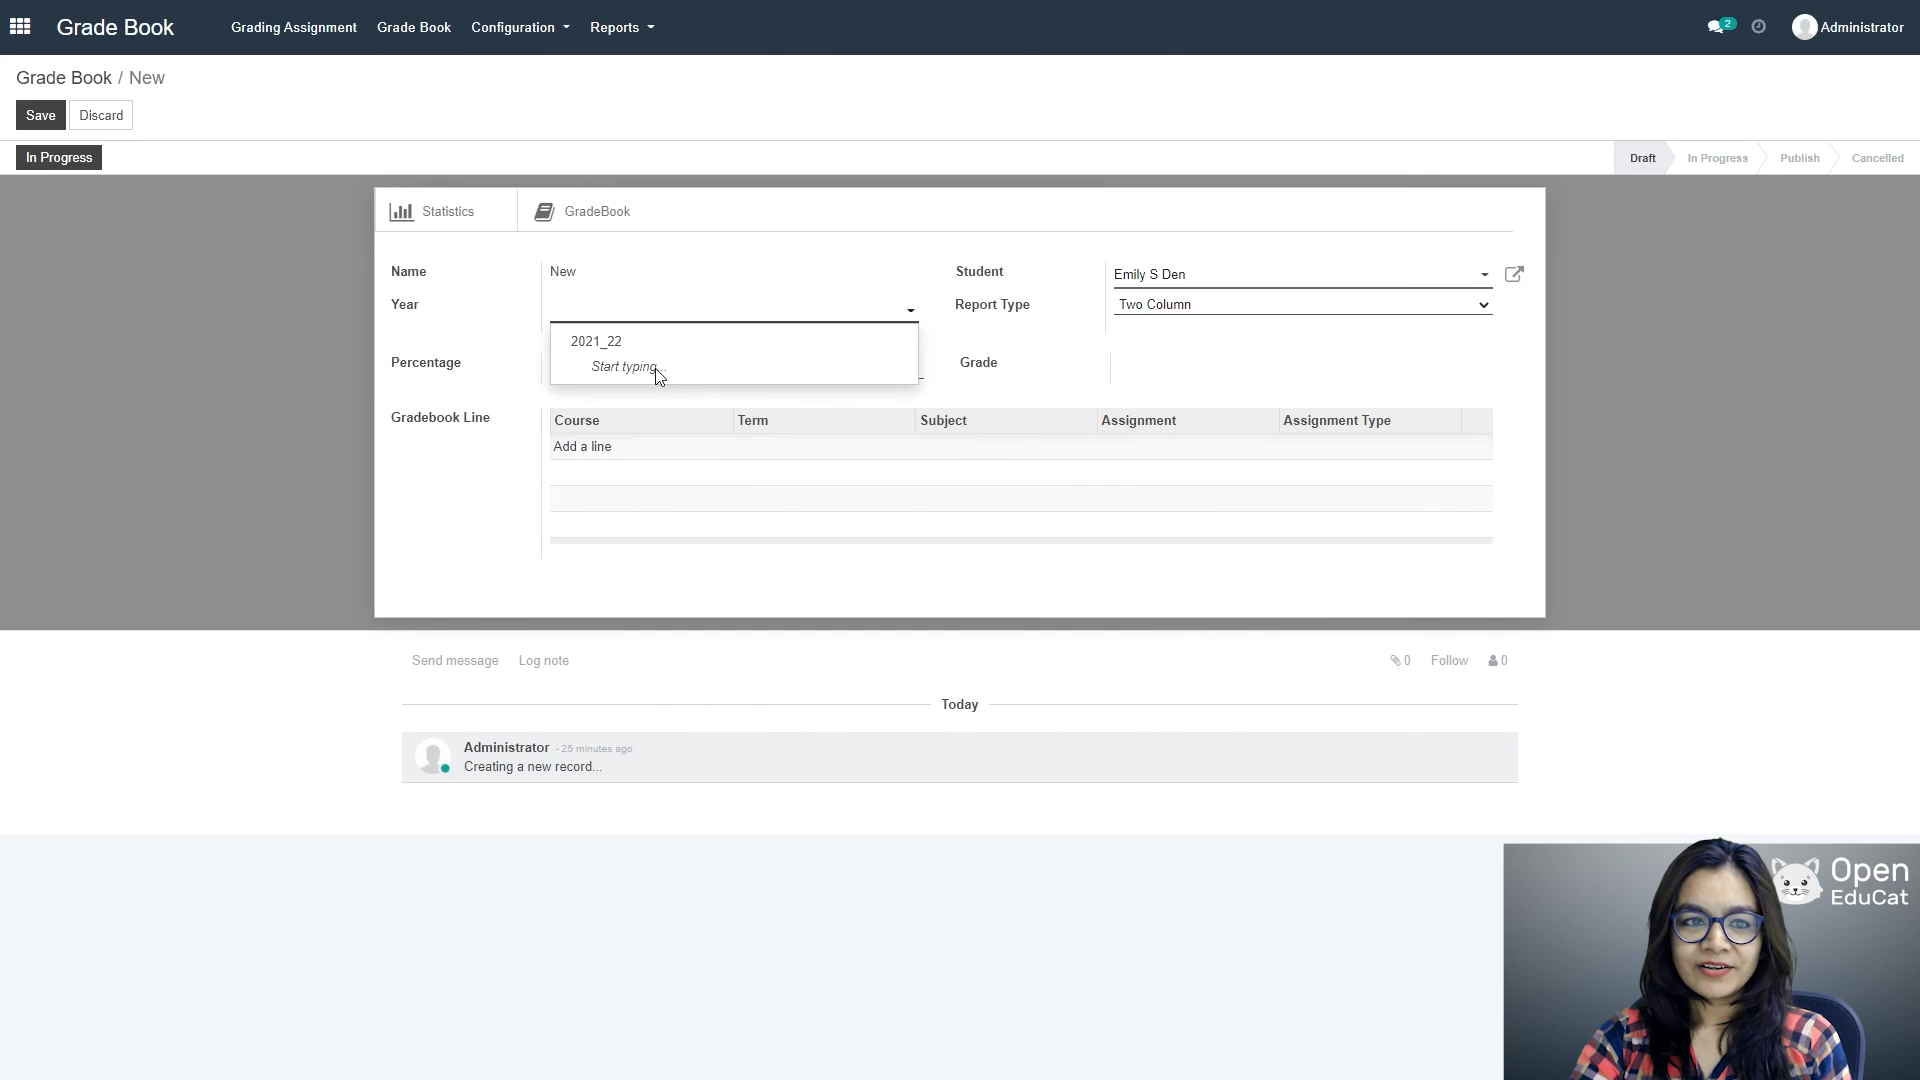 Grade Book
Grading Assignment
Grade Book
Configuration
Reports
2
Administrator
Grade Book / New
Save
Discard
In Progress
Draft
In Progress
Publish
Cancelled
Statistics
GradeBook
Name
New
Student
Emily S Den
Year
Report Type
Two Column
2021_22
Start typing...
Percentage
Grade
Gradebook Line
Course
Term
Subject
Assignment
Assignment Type
Add a line
Send message
Log note
0
Follow
0
Today
Administrator - 25 minutes ago
Creating a new record...
Open
EduCat